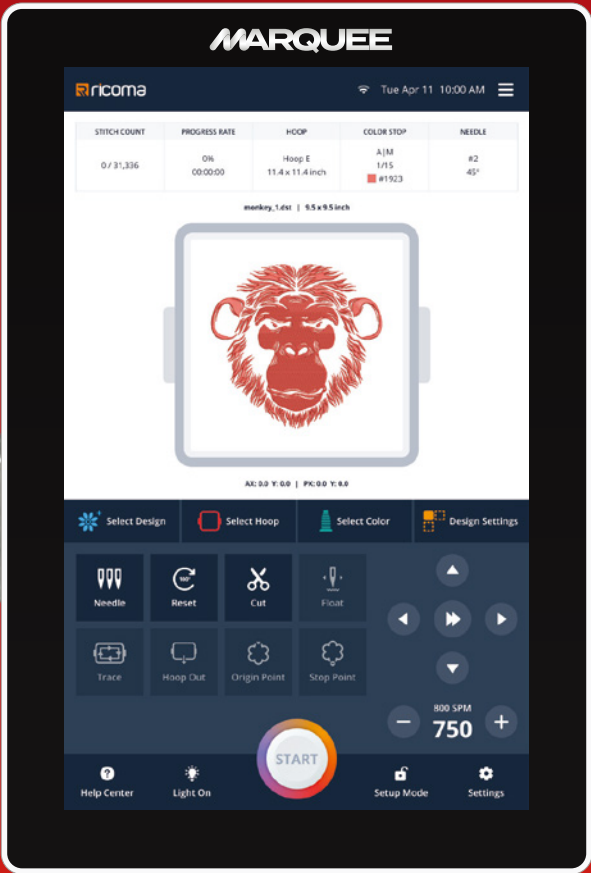 MARQUEE
ricoma
Tue Apr 11 10:00 AM
STITCH COUNT PROGRESS RATE HOOP COLOR STOP NEEDLE
0 / 31,336 0% 00:00:00 Hoop E 11.4 x 11.4 inch A|M 1/15 #1923 #2 45°
monkey_1.dst | 9.5 x 9.5 inch
AX: 0.0 Y: 0.0 | PX: 0.0 Y: 0.0
Select Design Select Hoop Select Color Design Settings
180°
Needle Reset Cut Float
Trace Hoop Out Origin Point Stop Point
800 SPM
750
START
Help Center Light On Setup Mode Settings